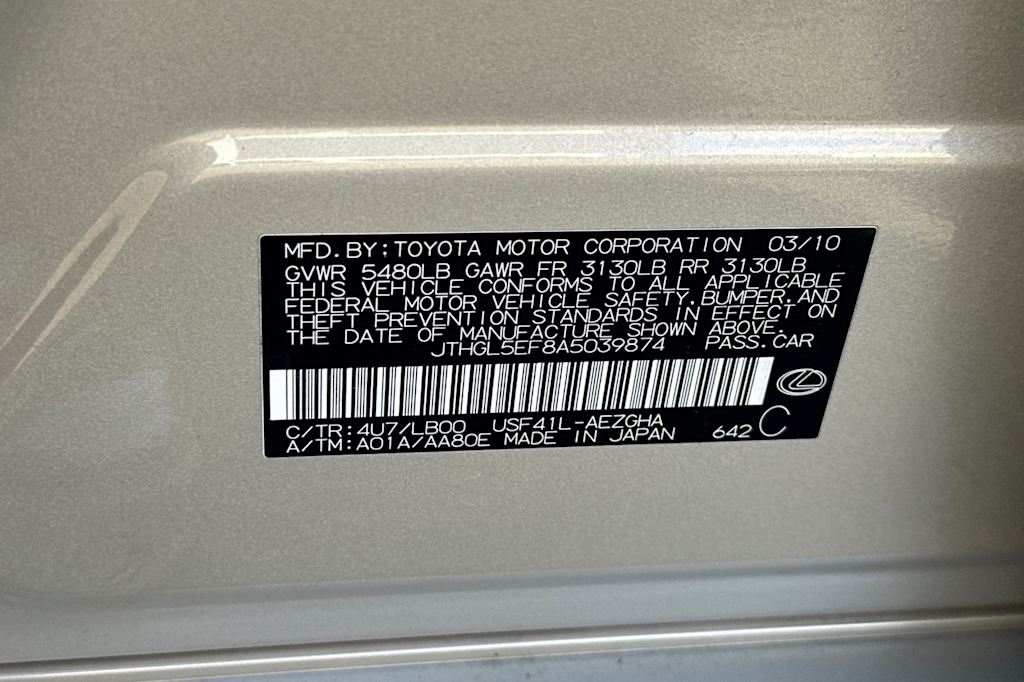 MFD. BY: TOYOTA MOTOR CORPORATION 03/10
GVWR 5480LB GAWR FR 3130LB RR 3130LB
THIS VEHICLE CONFORMS TO ALL APPLICABLE
FEDERAL MOTOR VEHICLE SAFETY, BUMPER, AND
THEFT PREVENTION STANDARDS IN EFFECT ON
THE DATE OF MANUFACTURE SHOWN ABOVE.
JTHGL5EF8A5039874 PASS. CAR
C/TR: 4U7/LB00 USF41L-AEZGHA
A/TM: A01A/AA80E MADE IN JAPAN 642 C